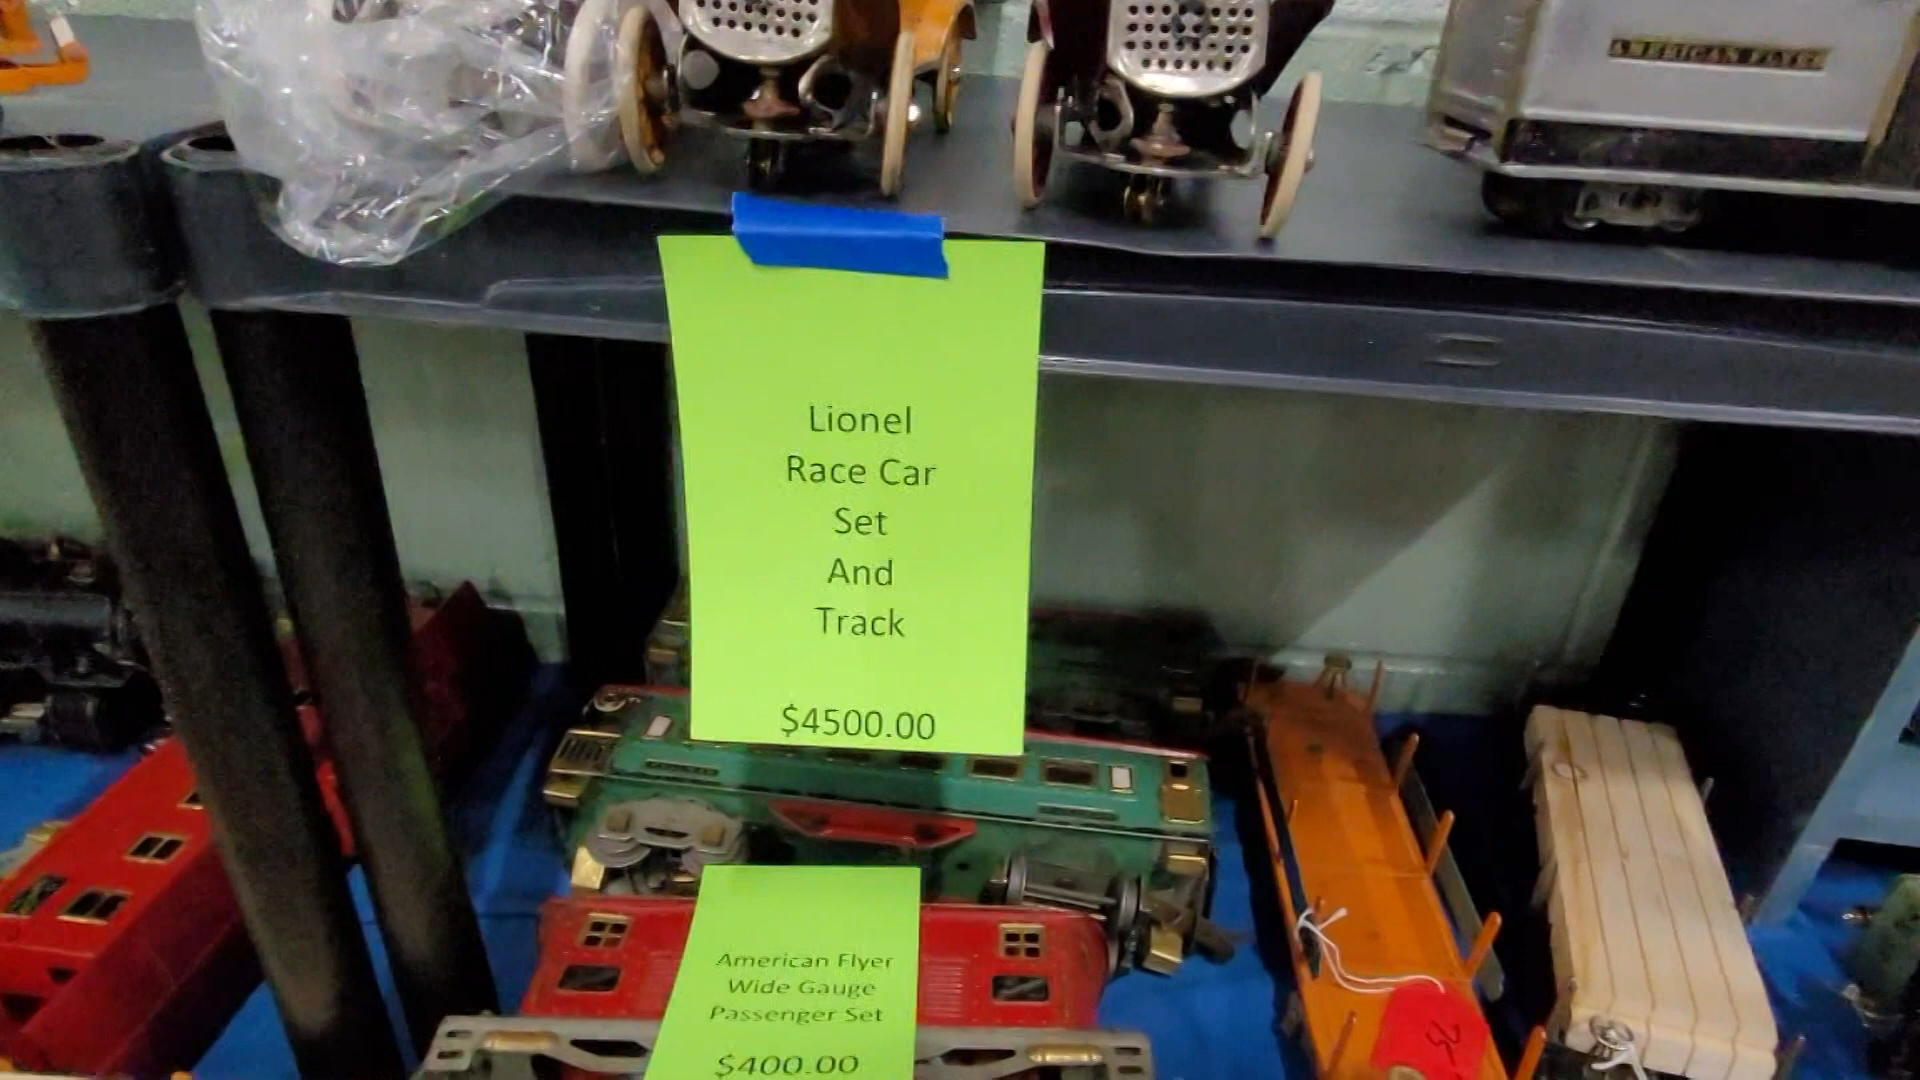 AMERICAN FLYER
Lionel
Race Car
Set
And
Track
$4500.00
American Flyer
Wide Gauge
Passenger Set
$400.00